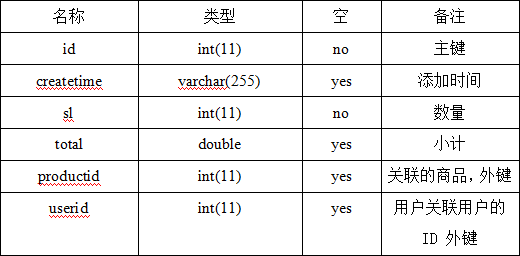 名称 类型 空 备注
id int(11) no 主键
createtime varchar(255) yes 添加时间
sl int(11) no 数量
total double yes 小计
productid int(11) yes 关联的商品，外键
userid int(11) yes 用户关联用户的
ID 外键